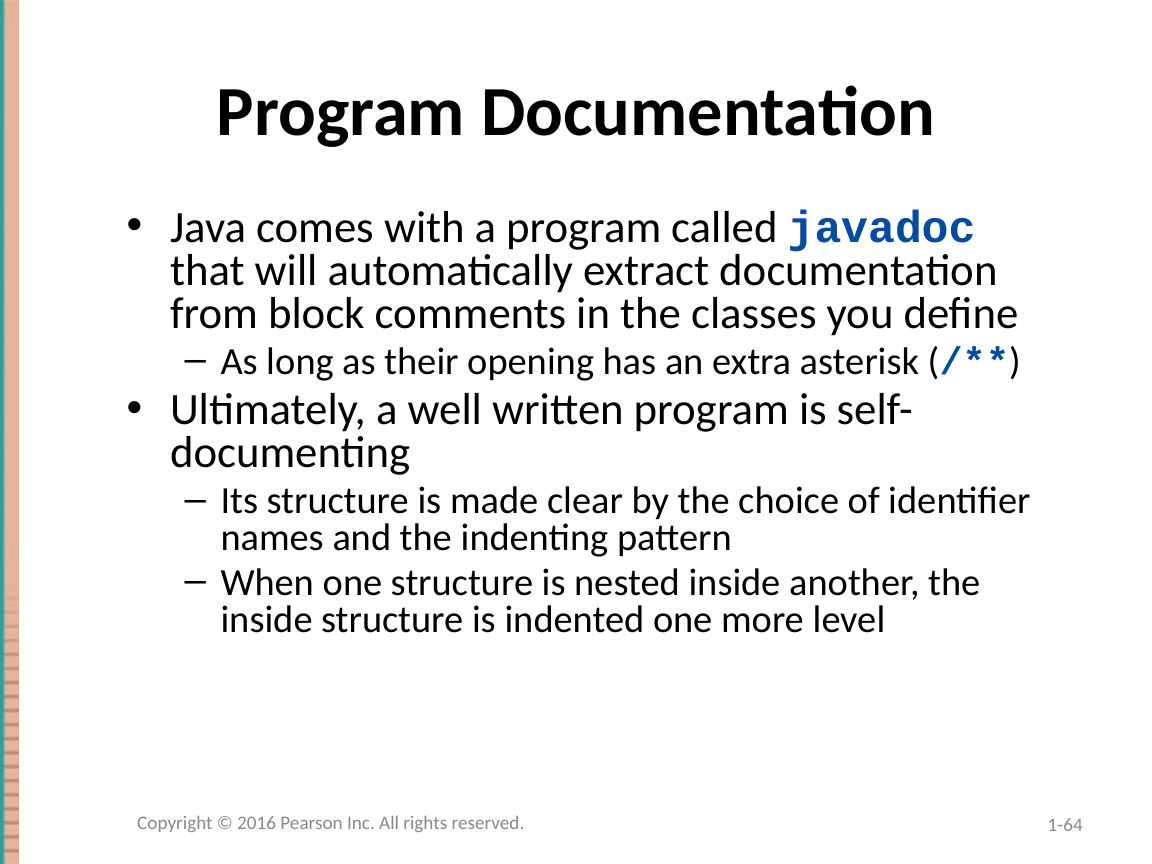 Program Documentation
• Java comes with a program called javadoc
that will automatically extract documentation
from block comments in the classes you define
– As long as their opening has an extra asterisk (/**)
• Ultimately, a well written program is self-
documenting
– Its structure is made clear by the choice of identifier
names and the indenting pattern
– When one structure is nested inside another, the
inside structure is indented one more level
Copyright © 2016 Pearson Inc. All rights reserved.
1-64